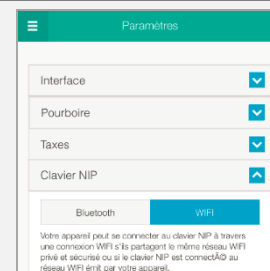 Paramètres
Interface
Pourboire
Taxes
Clavier NIP
Bluetooth WIFI
Votre appareil peut se connecter au clavier NIP à travers
une connexion WIFI s'ils partagent le même réseau WIFI
privé et sécurisé ou si le clavier NIP est connectÃ© au
réseau WIFI émit par votre appareil.